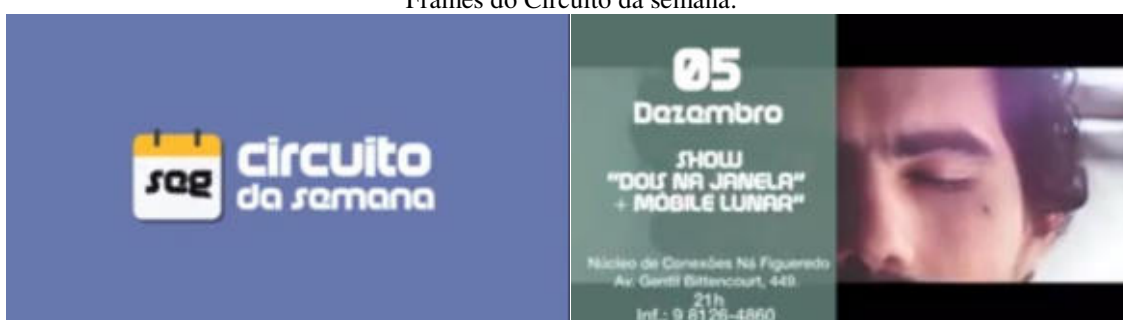 Frames do Circuito da semana.
seg
circuito
da semana
05
Dezembro
SHOW
"DOIS NA JANELA"
+ MÓBILE LUNAR"
Núcleo de Conexões Ná Figueredo
Av. Gentil Bittencourt, 449.
21h
Inf.: 9 8126-4860